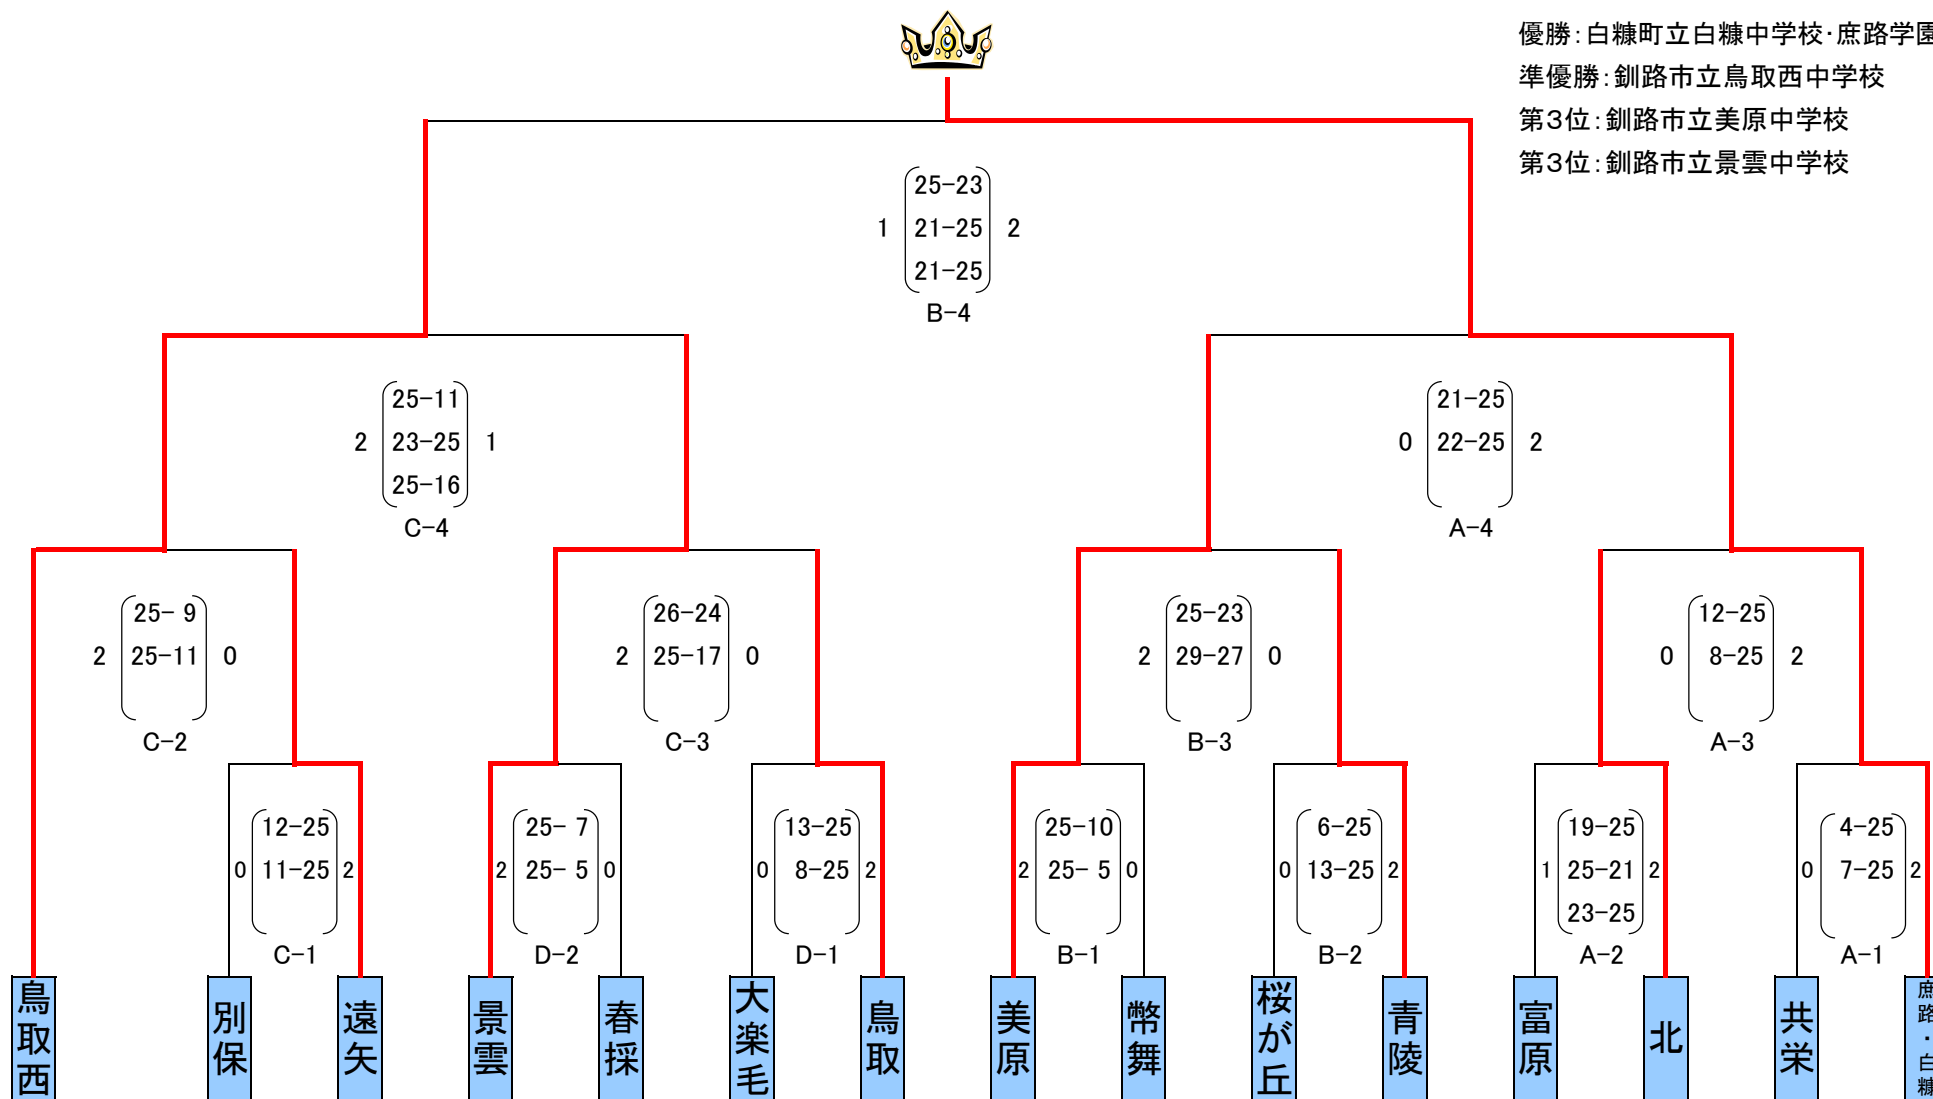 優勝：白糠町立白糠中学校・庶路学園
準優勝：釧路市立鳥取西中学校
第3位：釧路市立美原中学校
第3位：釧路市立景雲中学校
25-23
1 21-25 2
21-25
B-4
25-11
2 23-25 1
25-16
C-4
21-25
0 22-25 2
A-4
25- 9
2 25-11 0
C-2
26-24
2 25-17 0
C-3
25-23
2 29-27 0
B-3
12-25
0 8-25 2
A-3
12-25
0 11-25 2
C-1
25- 7
2 25- 5 0
D-2
13-25
0 8-25 2
D-1
25-10
2 25- 5 0
B-1
6-25
0 13-25 2
B-2
19-25
1 25-21 2
23-25
A-2
4-25
0 7-25 2
A-1
鳥取西
別保
遠矢
景雲
春採
大楽毛
鳥取
美原
幣舞
桜が丘
青陵
富原
北
共栄
庶路・白糠